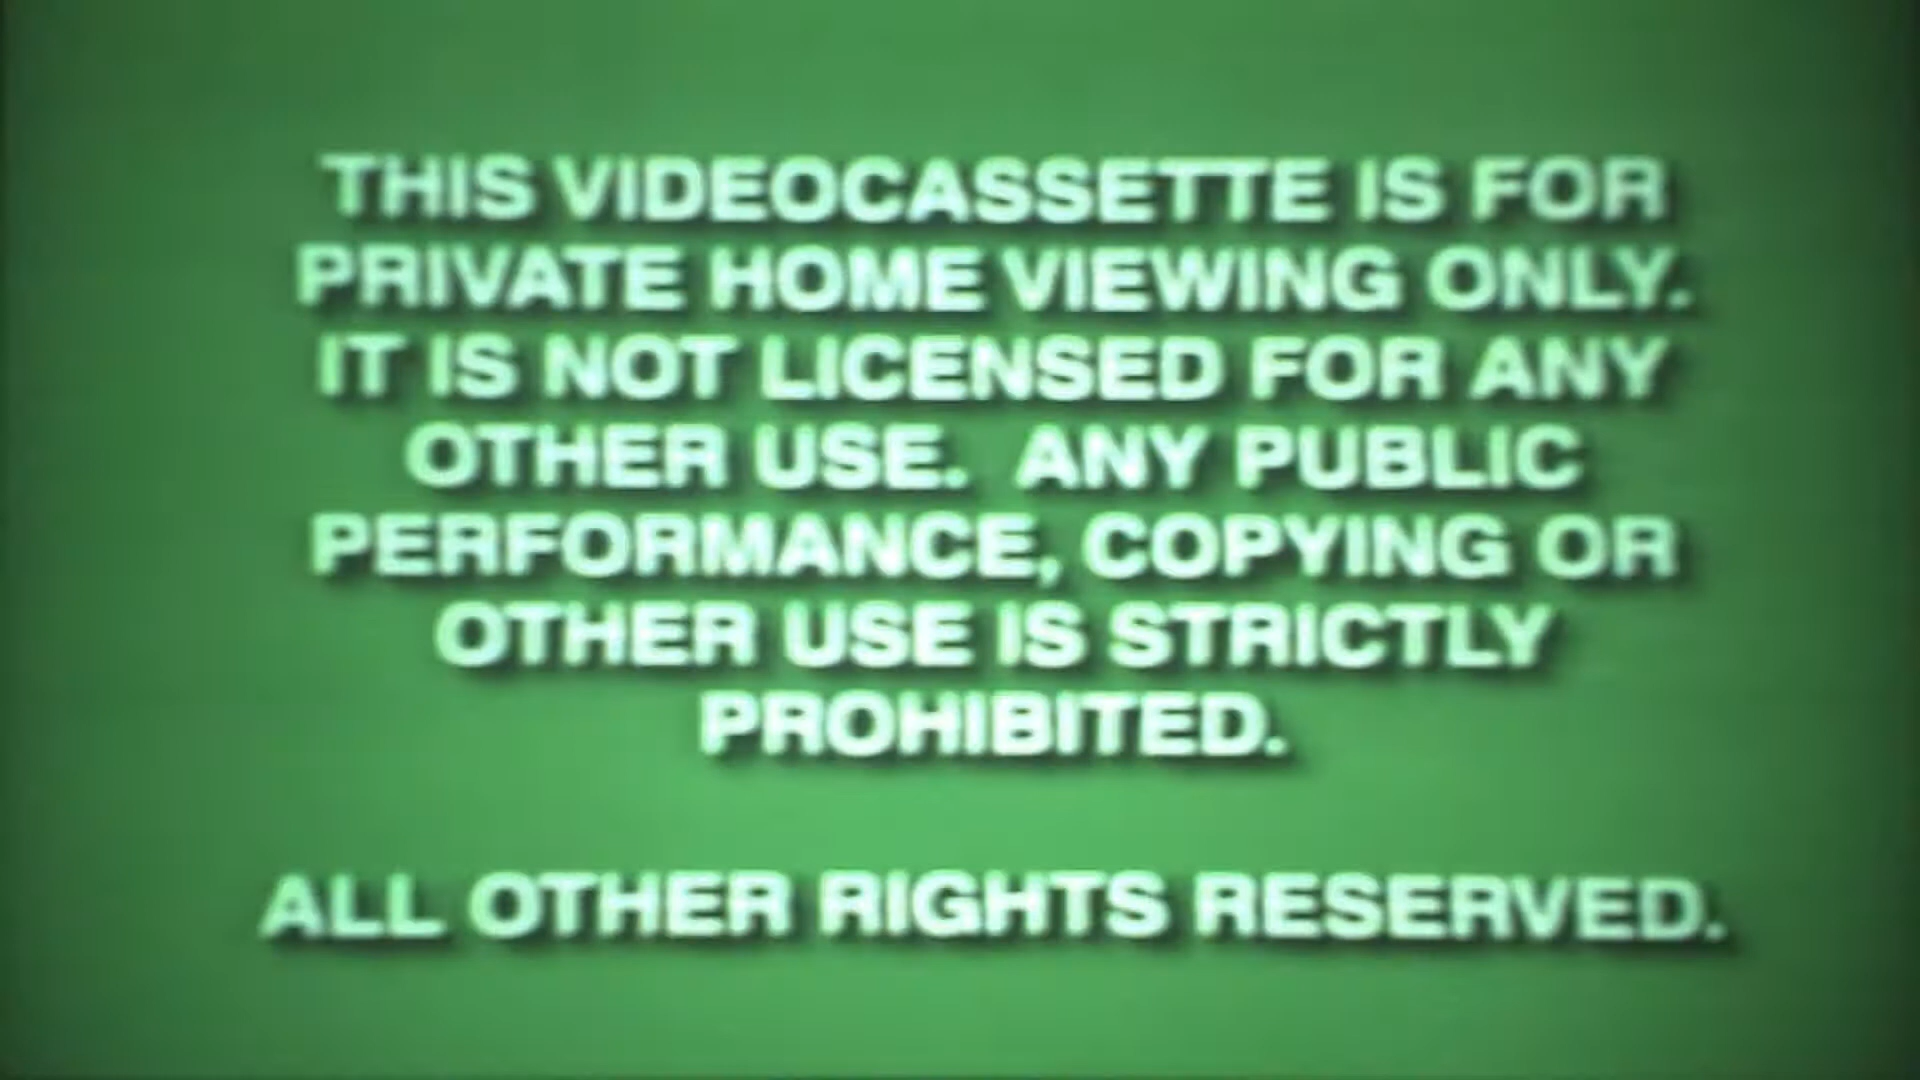 THIS VIDEOCASSETTE IS FOR
PRIVATE HOME VIEWING ONLY.
IT IS NOT LICENSED FOR ANY
OTHER USE.  ANY PUBLIC
PERFORMANCE, COPYING OR
OTHER USE IS STRICTLY
PROHIBITED.
ALL OTHER RIGHTS RESERVED.